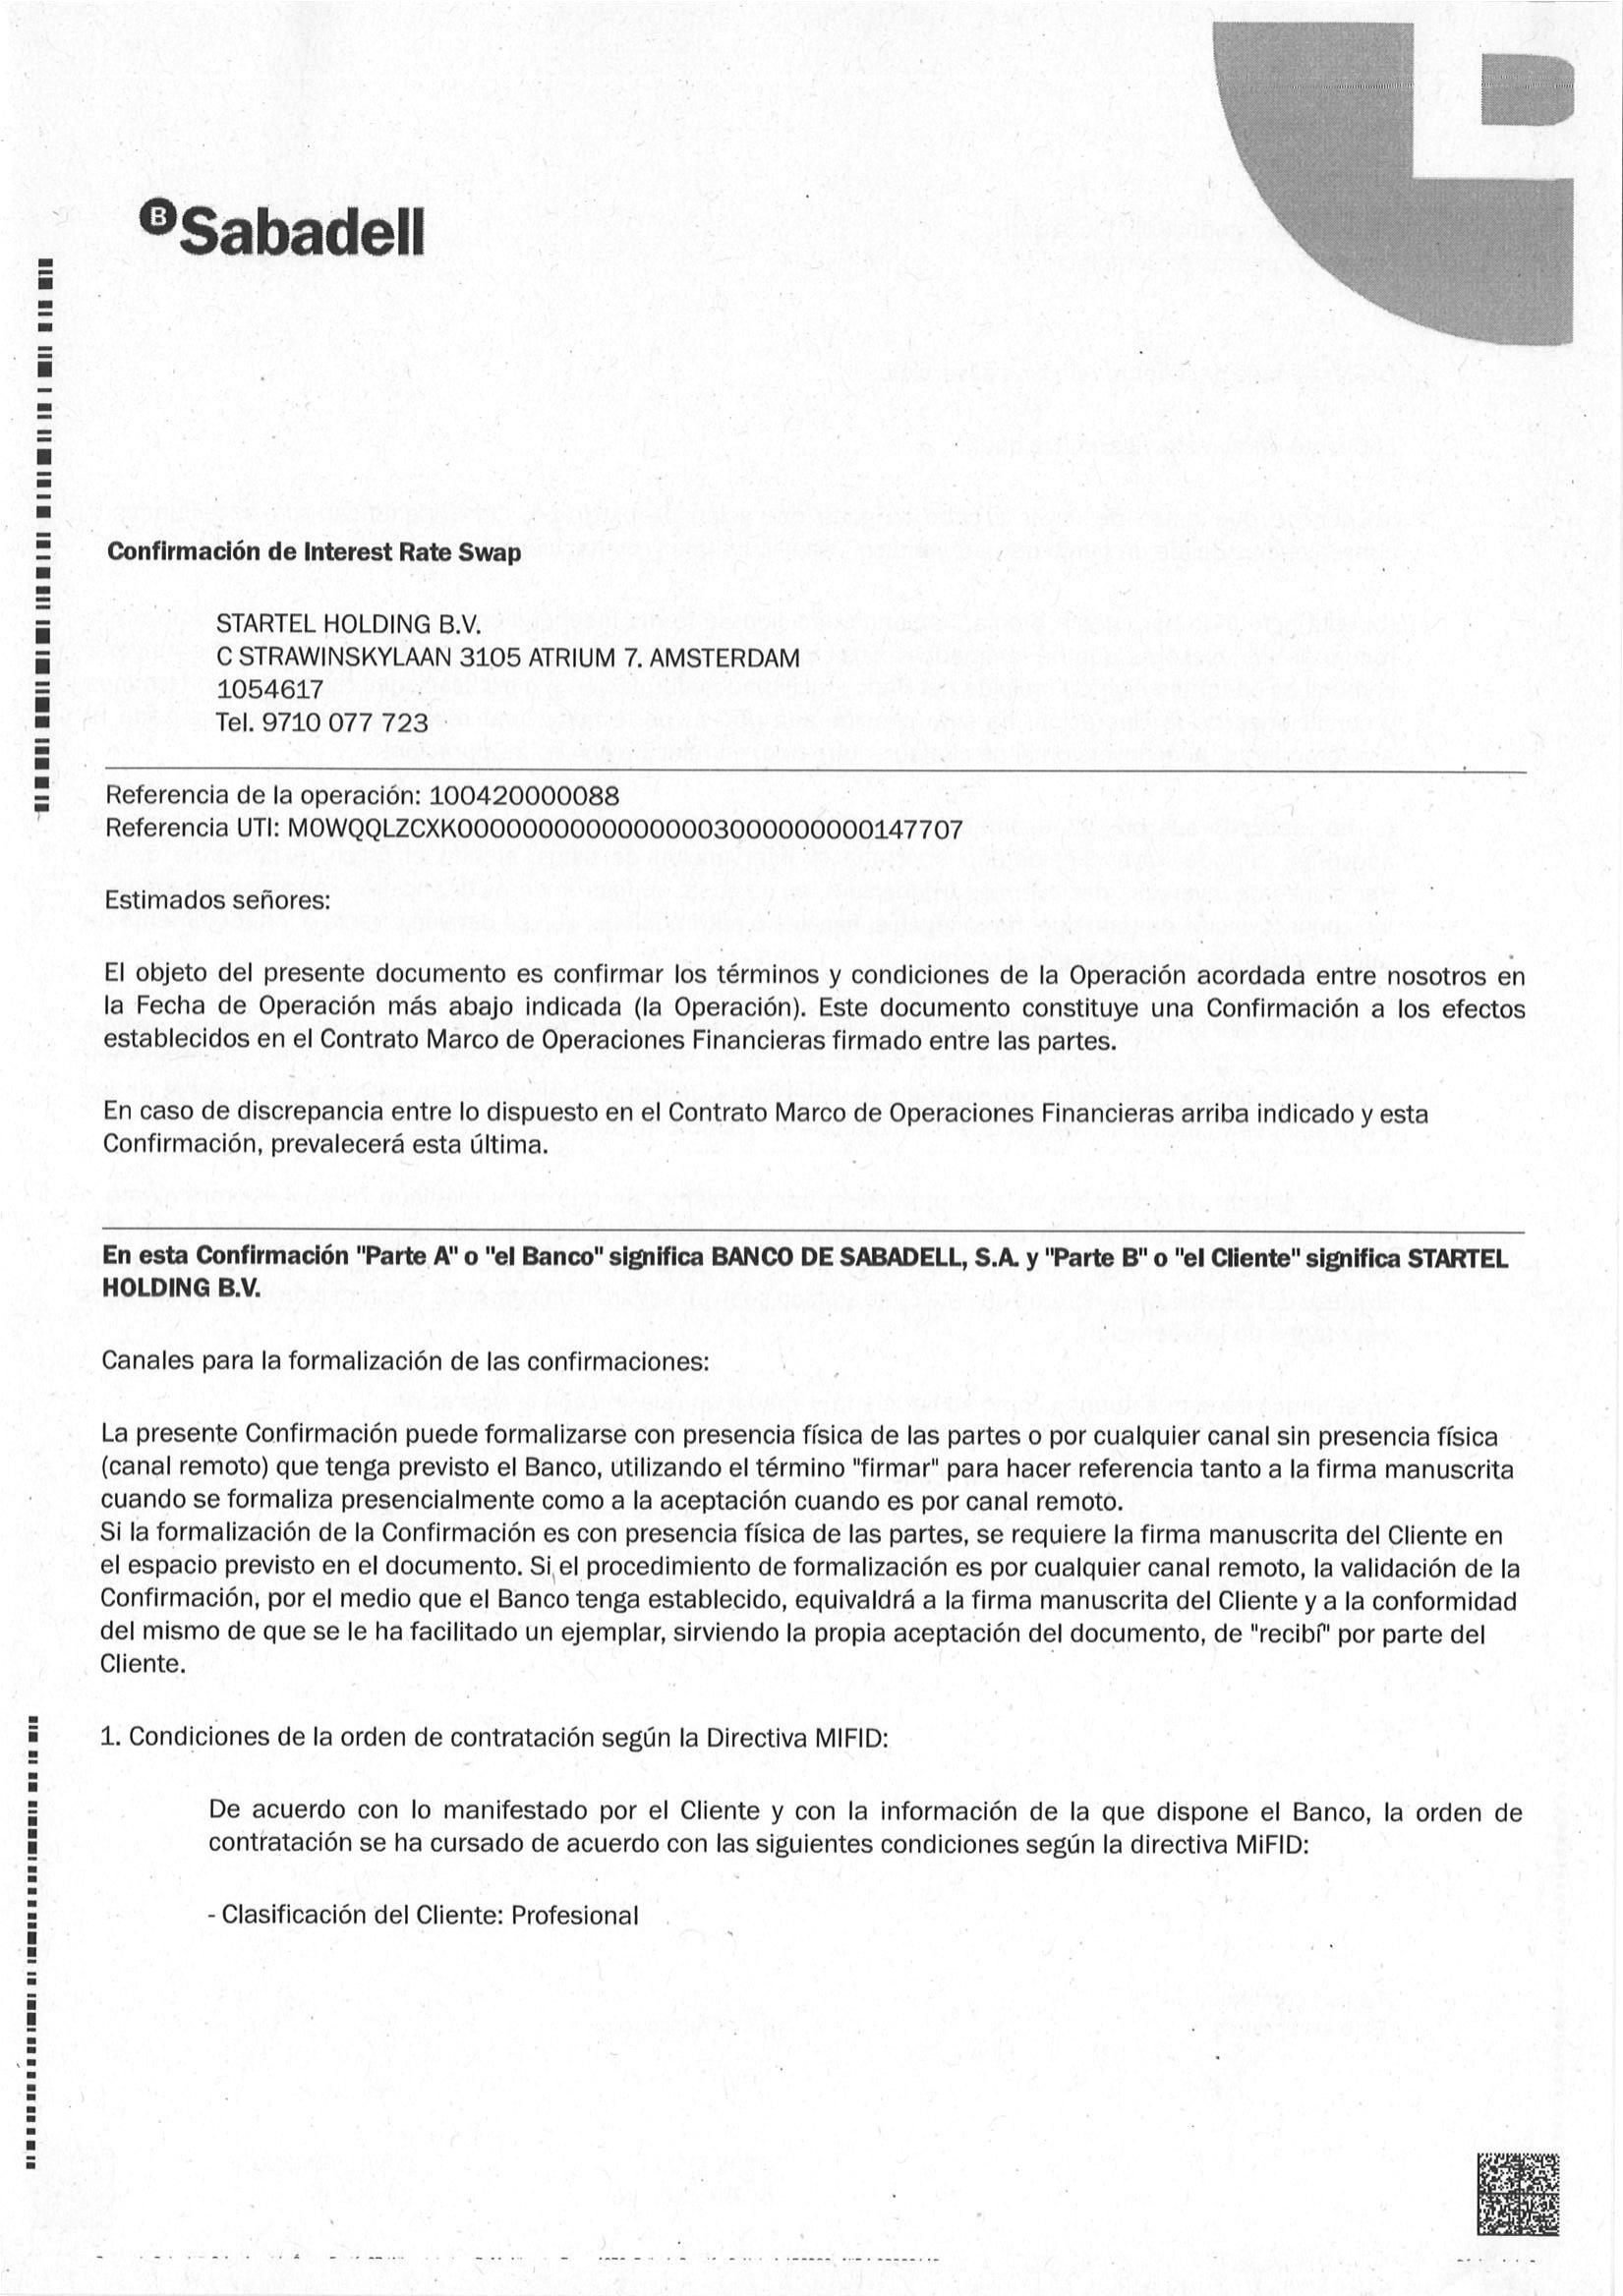 Sabadell
Confirmación de Interest Rate Swap
STARTEL HOLDING B.V.
C STRAWINSKYLAAN 3105 ATRIUM 7. AMSTERDAM
1054617
Tel. 9710 077 723
Referencia de la operación: 100420000088
Referencia UTI: MOWQQLZCXK00000000000000003000000000147707
Estimados señores:
El objeto del presente documento es confirmar los términos y condiciones de la Operación acordada entre nosotros en
la Fecha de Operación más abajo indicada (la Operación). Este documento constituye una Confirmación a los efectos
establecidos en el Contrato Marco de Operaciones Financieras firmado entre las partes.
En caso de discrepancia entre lo dispuesto en el Contrato Marco de Operaciones Financieras arriba indicado y esta
Confirmación, prevalecerá esta última.
En esta Confirmación "Parte A" o "el Banco" significa BANCO DE SABADELL, S.A. y "Parte B" o "el Cliente" significa STARTEL
HOLDING B.V.
Canales para la formalización de las confirmaciones:
La presente Confirmación puede formalizarse con presencia física de las partes o por cualquier canal sin presencia física
(canal remoto) que tenga previsto el Banco, utilizando el término "firmar" para hacer referencia tanto a la firma manuscrita
cuando se formaliza presencialmente como a la aceptación cuando es por canal remoto.
Si la formalización de la Confirmación es con presencia física de las partes, se requiere la firma manuscrita del Cliente en
el espacio previsto en el documento. Si el procedimiento de formalización es por cualquier canal remoto, la validación de la
Confirmación, por el medio que el Banco tenga establecido, equivaldrá a la firma manuscrita del Cliente y a la conformidad
del mismo de que se le ha facilitado un ejemplar, sirviendo la propia aceptación del documento, de "recibí" por parte del
Cliente.
1. Condiciones de la orden de contratación según la Directiva MIFID:
De acuerdo con lo manifestado por el Cliente y con la información de la que dispone el Banco, la orden de
contratación se ha cursado de acuerdo con las siguientes condiciones según la directiva MiFID:
- Clasificación del Cliente: Profesional